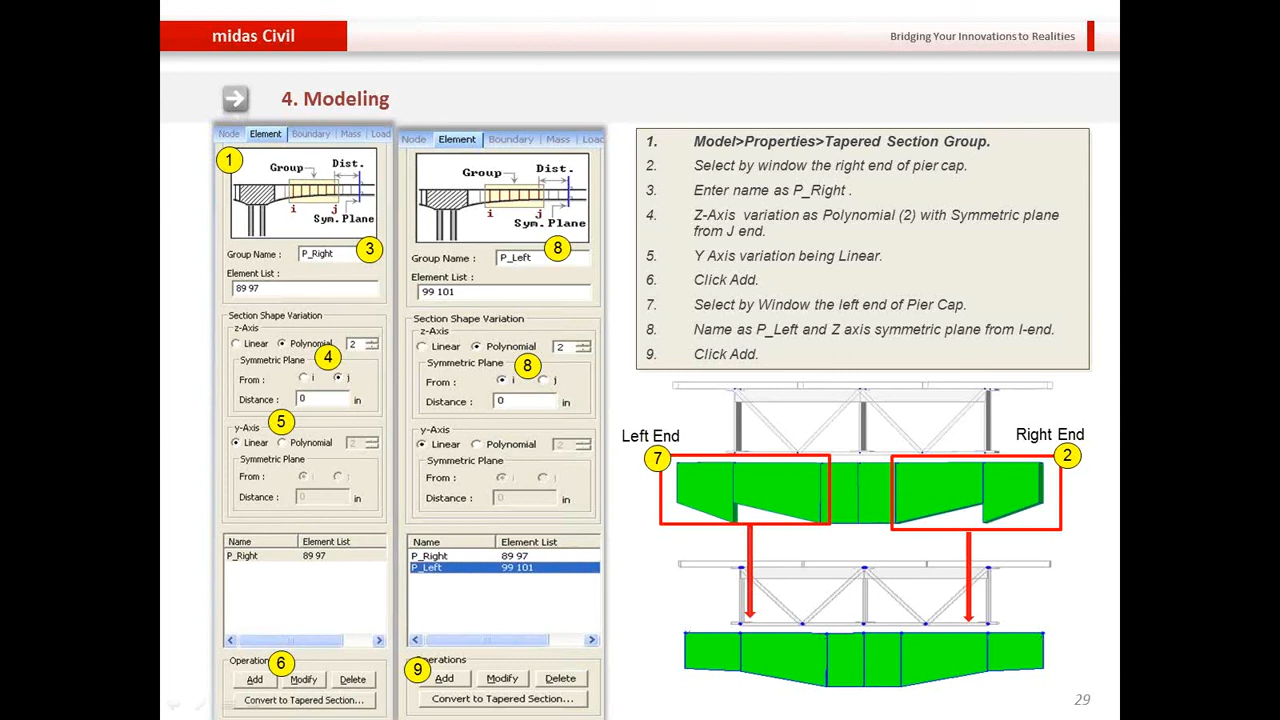 midas Civil
Bridging Your Innovations to Realities
4. Modeling
Node Element Boundary Mass Load
1
Group Dist.
i j
Sym. Plane
3
Group Name : P_Right
Element List :
89 97
Section Shape Variation
z-Axis
Linear Polynomial 2
4
Symmetric Plane
From : i j
Distance : 0 in
5
y-Axis
Linear Polynomial 2
Symmetric Plane
From : i j
Distance : 0 in
Name Element List
P_Right 89 97
6
Operations
Add Modify Delete
Convert to Tapered Section...
Node Element Boundary Mass Load
Group Dist.
i j
Sym. Plane
8
Group Name : P_Left
Element List :
99 101
Section Shape Variation
z-Axis
Linear Polynomial 2
8
Symmetric Plane
From : i j
Distance : 0 in
y-Axis
Linear Polynomial 2
Symmetric Plane
From : i j
Distance : 0 in
Name Element List
P_Right 89 97
P_Left 99 101
9
Operations
Add Modify Delete
Convert to Tapered Section...
1. Model>Properties>Tapered Section Group.
2. Select by window the right end of pier cap.
3. Enter name as P_Right .
4. Z-Axis variation as Polynomial (2) with Symmetric plane
from J end.
5. Y Axis variation being Linear.
6. Click Add.
7. Select by Window the left end of Pier Cap.
8. Name as P_Left and Z axis symmetric plane from I-end.
9. Click Add.
Left End
7
Right End
2
29